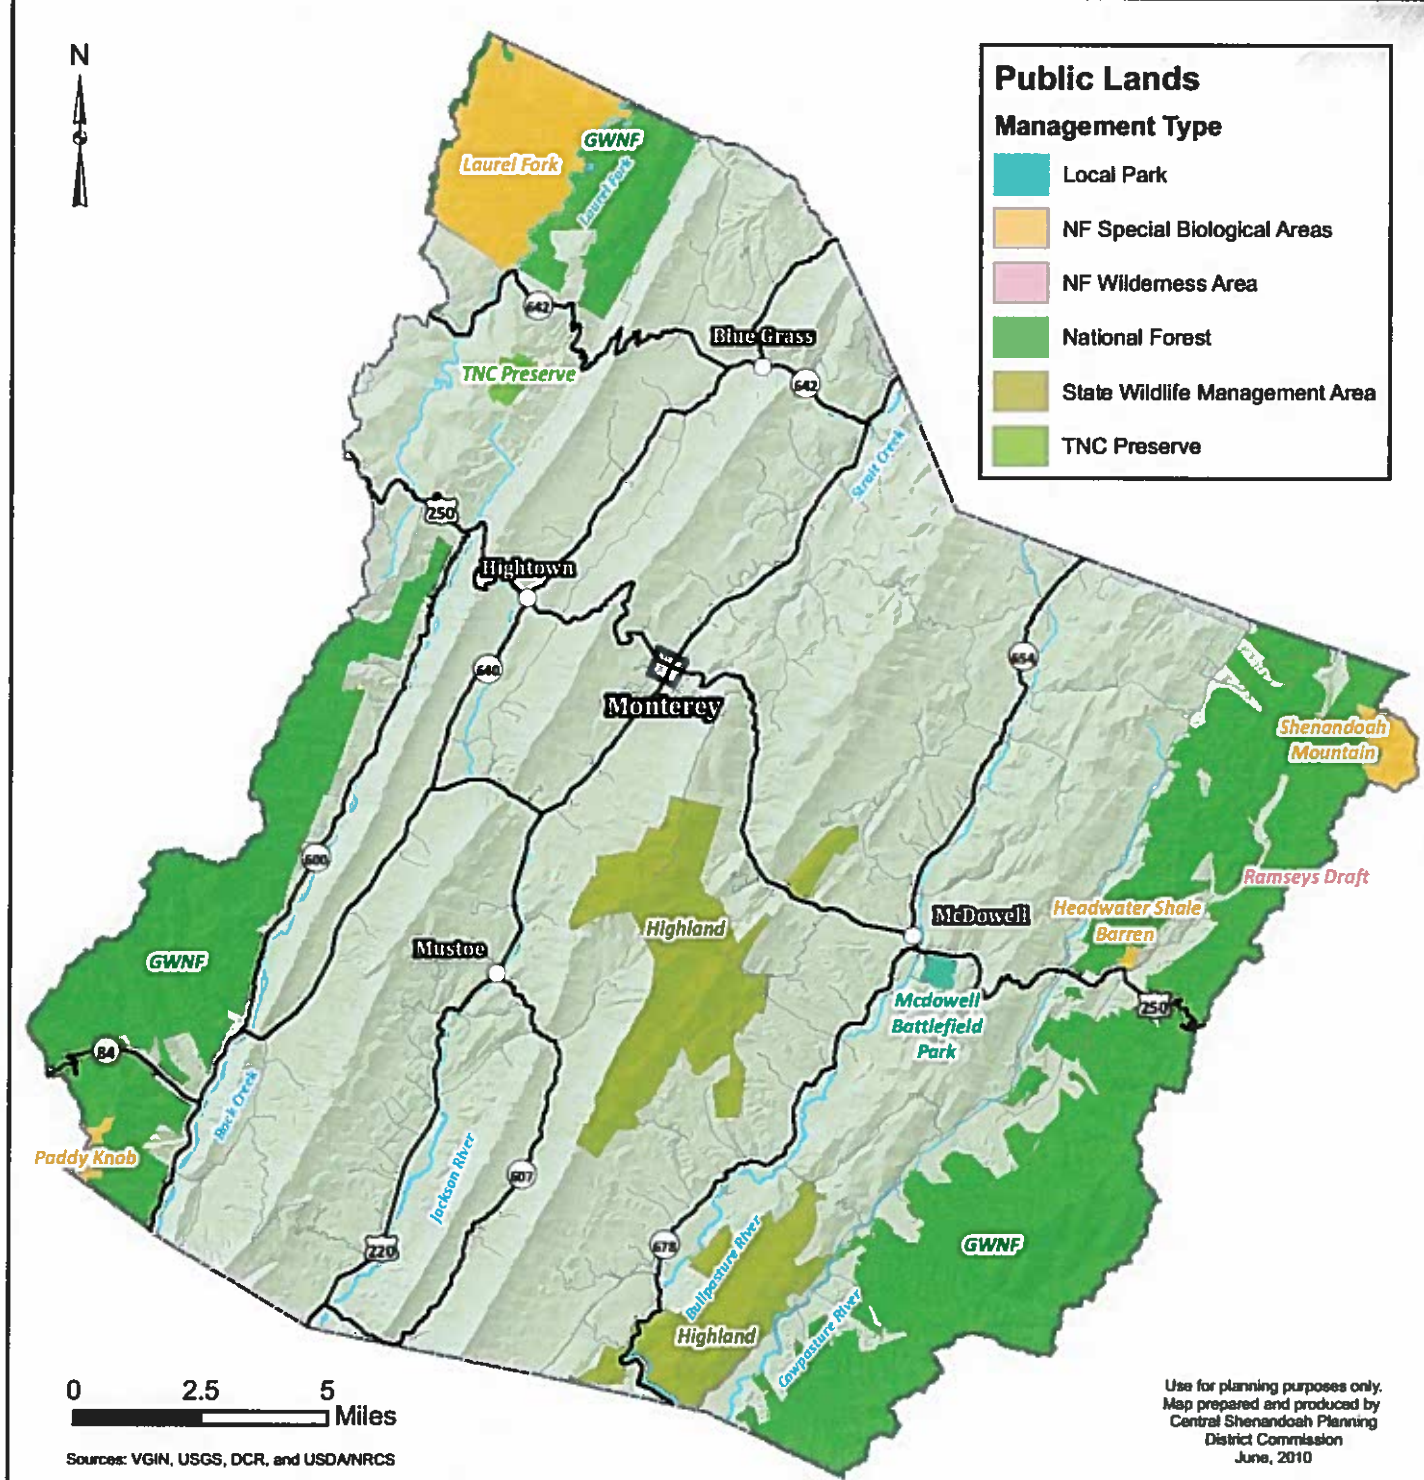 N
Public Lands
Management Type
Local Park
NF Special Biological Areas
NF Wilderness Area
National Forest
State Wildlife Management Area
TNC Preserve
GWNF
Laurel Fork
Laurel Fork
642
Blue Grass
TNC Preserve
642
Strait Creek
250
Hightown
640
654
Monterey
Shenandoah
Mountain
600
Ramseys Draft
Headwater Shale
Barren
McDowell
Highland
Mustoe
GWNF
Mcdowell
Battlefield
Park
250
84
Back Creek
Paddy Knob
Jackson River
607
220
678
Bullpasture River
GWNF
Highland
Cowpasture River
0 2.5 5
Miles
Sources: VGIN, USGS, DCR, and USDA/NRCS
Use for planning purposes only.
Map prepared and produced by
Central Shenandoah Planning
District Commission
June, 2010